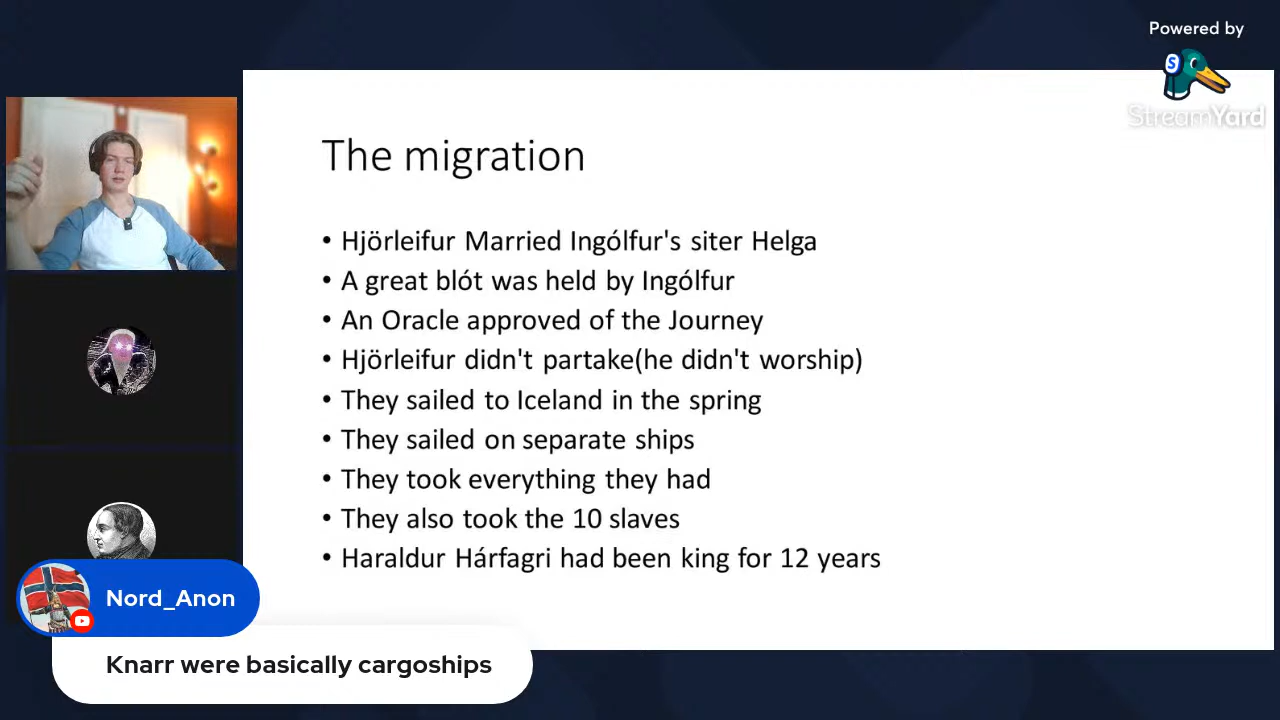 Powered by
StreamYard
The migration
• Hjörleifur Married Ingólfur's siter Helga
• A great blót was held by Ingólfur
• An Oracle approved of the Journey
• Hjörleifur didn't partake(he didn't worship)
• They sailed to Iceland in the spring
• They sailed on separate ships
• They took everything they had
• They also took the 10 slaves
• Haraldur Hárfagri had been king for 12 years
Nord_Anon
Knarr were basically cargoships